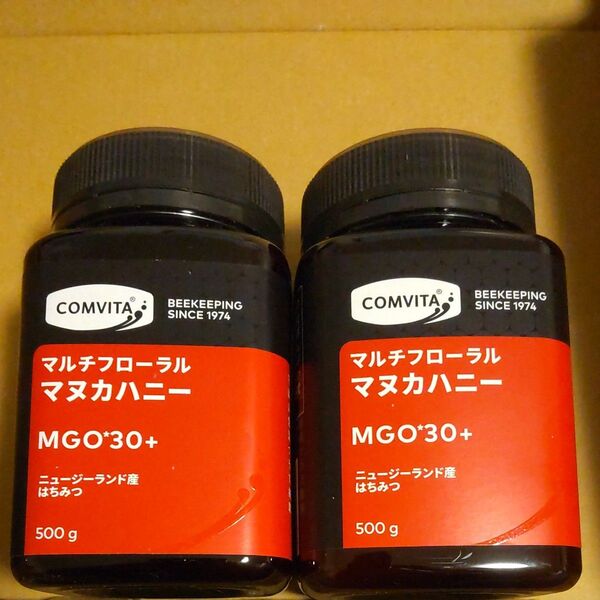 COMVITA®
BEEKEEPING
SINCE 1974
マルチフローラル
マヌカハニー
MGO*30+
ニュージーランド産
はちみつ
500 g
COMVITA®
BEEKEEPING
SINCE 1974
マルチフローラル
マヌカハニー
MGO*30+
ニュージーランド産
はちみつ
500 g